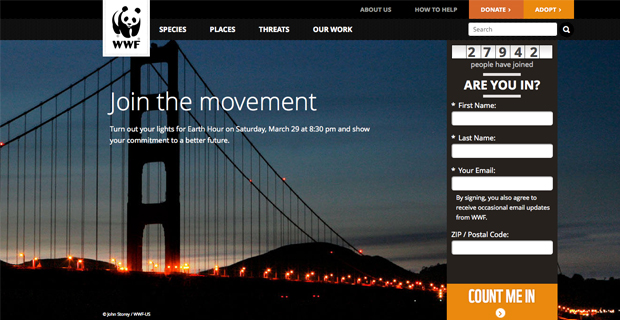 ABOUT US
HOW TO HELP
DONATE >
ADOPT >
WWF
SPECIES
PLACES
THREATS
OUR WORK
Search
Join the movement
Turn out your lights for Earth Hour on Saturday, March 29 at 8:30 pm and show
your commitment to a better future.
27942
people have joined
ARE YOU IN?
* First Name:
* Last Name:
* Your Email:
By signing, you also agree to
receive occasional email updates
from WWF.
ZIP / Postal Code:
COUNT ME IN
© John Storey / WWF-US